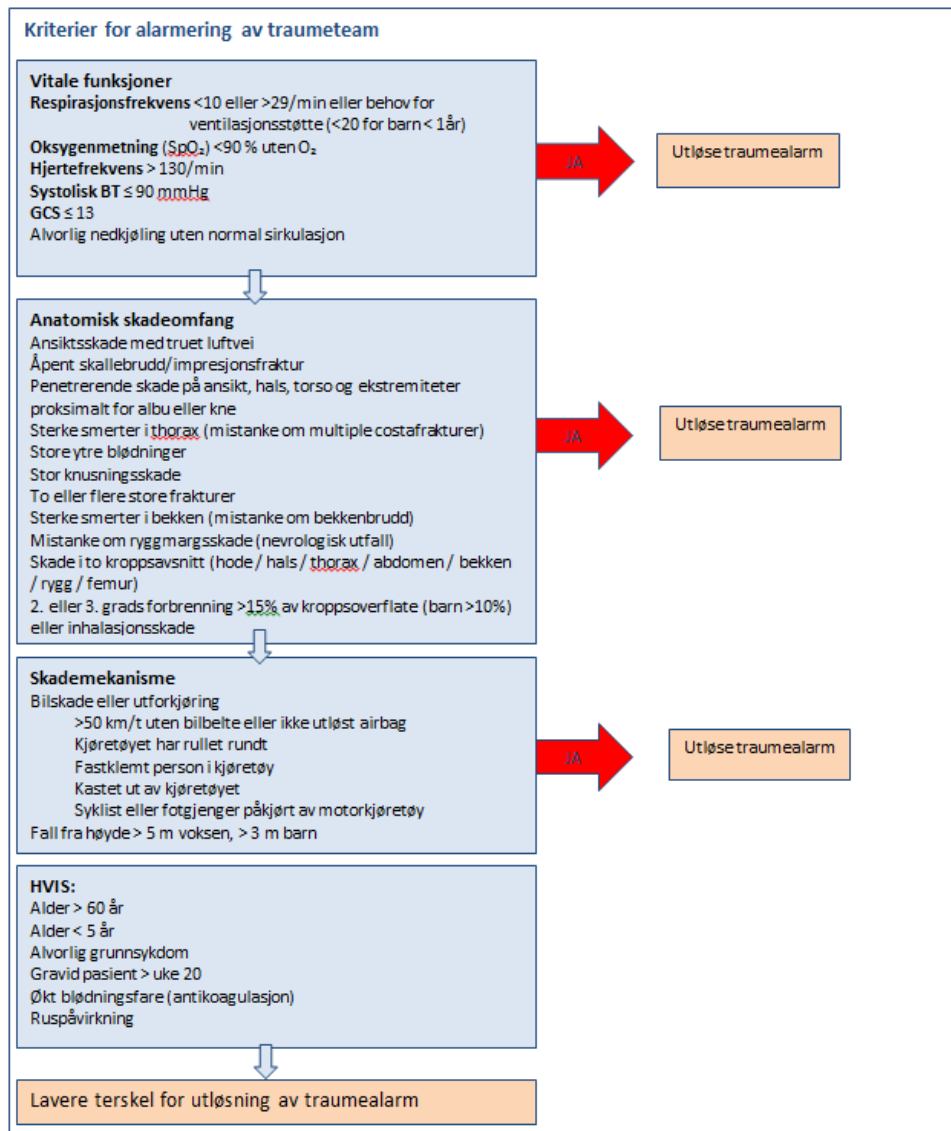 Kriterier for alarmering av traumeteam
Vitale funksjoner
Respirasjonsfrekvens <10 eller >29/min eller behov for
ventilasjonsstøtte (<20 for barn < 1år)
Oksygenmetning (SpO₂) <90 % uten O₂
Hjertefrekvens > 130/min
Systolisk BT ≤ 90 mmHg
GCS ≤ 13
Alvorlig nedkjøling uten normal sirkulasjon
JA
Utløse traumealarm
Anatomisk skadeomfang
Ansiktsskade med truet luftvei
Åpent skallebrudd/impresjonsfraktur
Penetrerende skade på ansikt, hals, torso og ekstremiteter
proksimalt for albu eller kne
Sterke smerter i thorax (mistanke om multiple costafrakturer)
Store ytre blødninger
Stor knusningsskade
To eller flere store frakturer
Sterke smerter i bekken (mistanke om bekkenbrudd)
Mistanke om ryggmargsskade (nevrologisk utfall)
Skade i to kroppsavsnitt (hode / hals / thorax / abdomen / bekken
/ rygg / femur)
2. eller 3. grads forbrenning >15% av kroppsoverflate (barn >10%)
eller inhalasjonsskade
JA
Utløse traumealarm
Skademekanisme
Bilskade eller utforkjøring
>50 km/t uten bilbelte eller ikke utløst airbag
Kjøretøyet har rullet rundt
Fastklemt person i kjøretøy
Kastet ut av kjøretøyet
Syklist eller fotgjenger påkjørt av motorkjøretøy
Fall fra høyde > 5 m voksen, > 3 m barn
JA
Utløse traumealarm
HVIS:
Alder > 60 år
Alder < 5 år
Alvorlig grunnsykdom
Gravid pasient > uke 20
Økt blødningsfare (antikoagulasjon)
Ruspåvirkning
Lavere terskel for utløsning av traumealarm